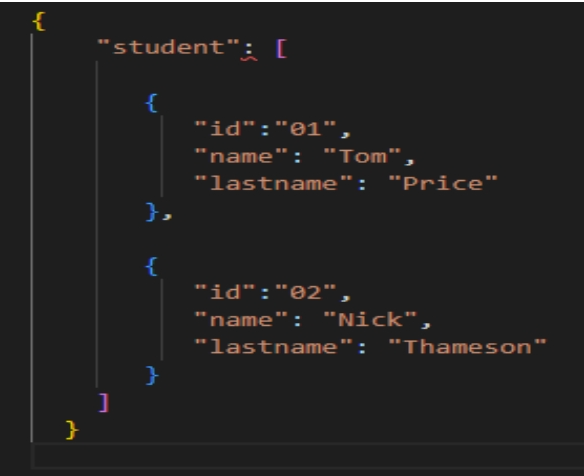 {
"student": [
{
"id":"01",
"name": "Tom",
"lastname": "Price"
},
{
"id":"02",
"name": "Nick",
"lastname": "Thameson"
}
]
}